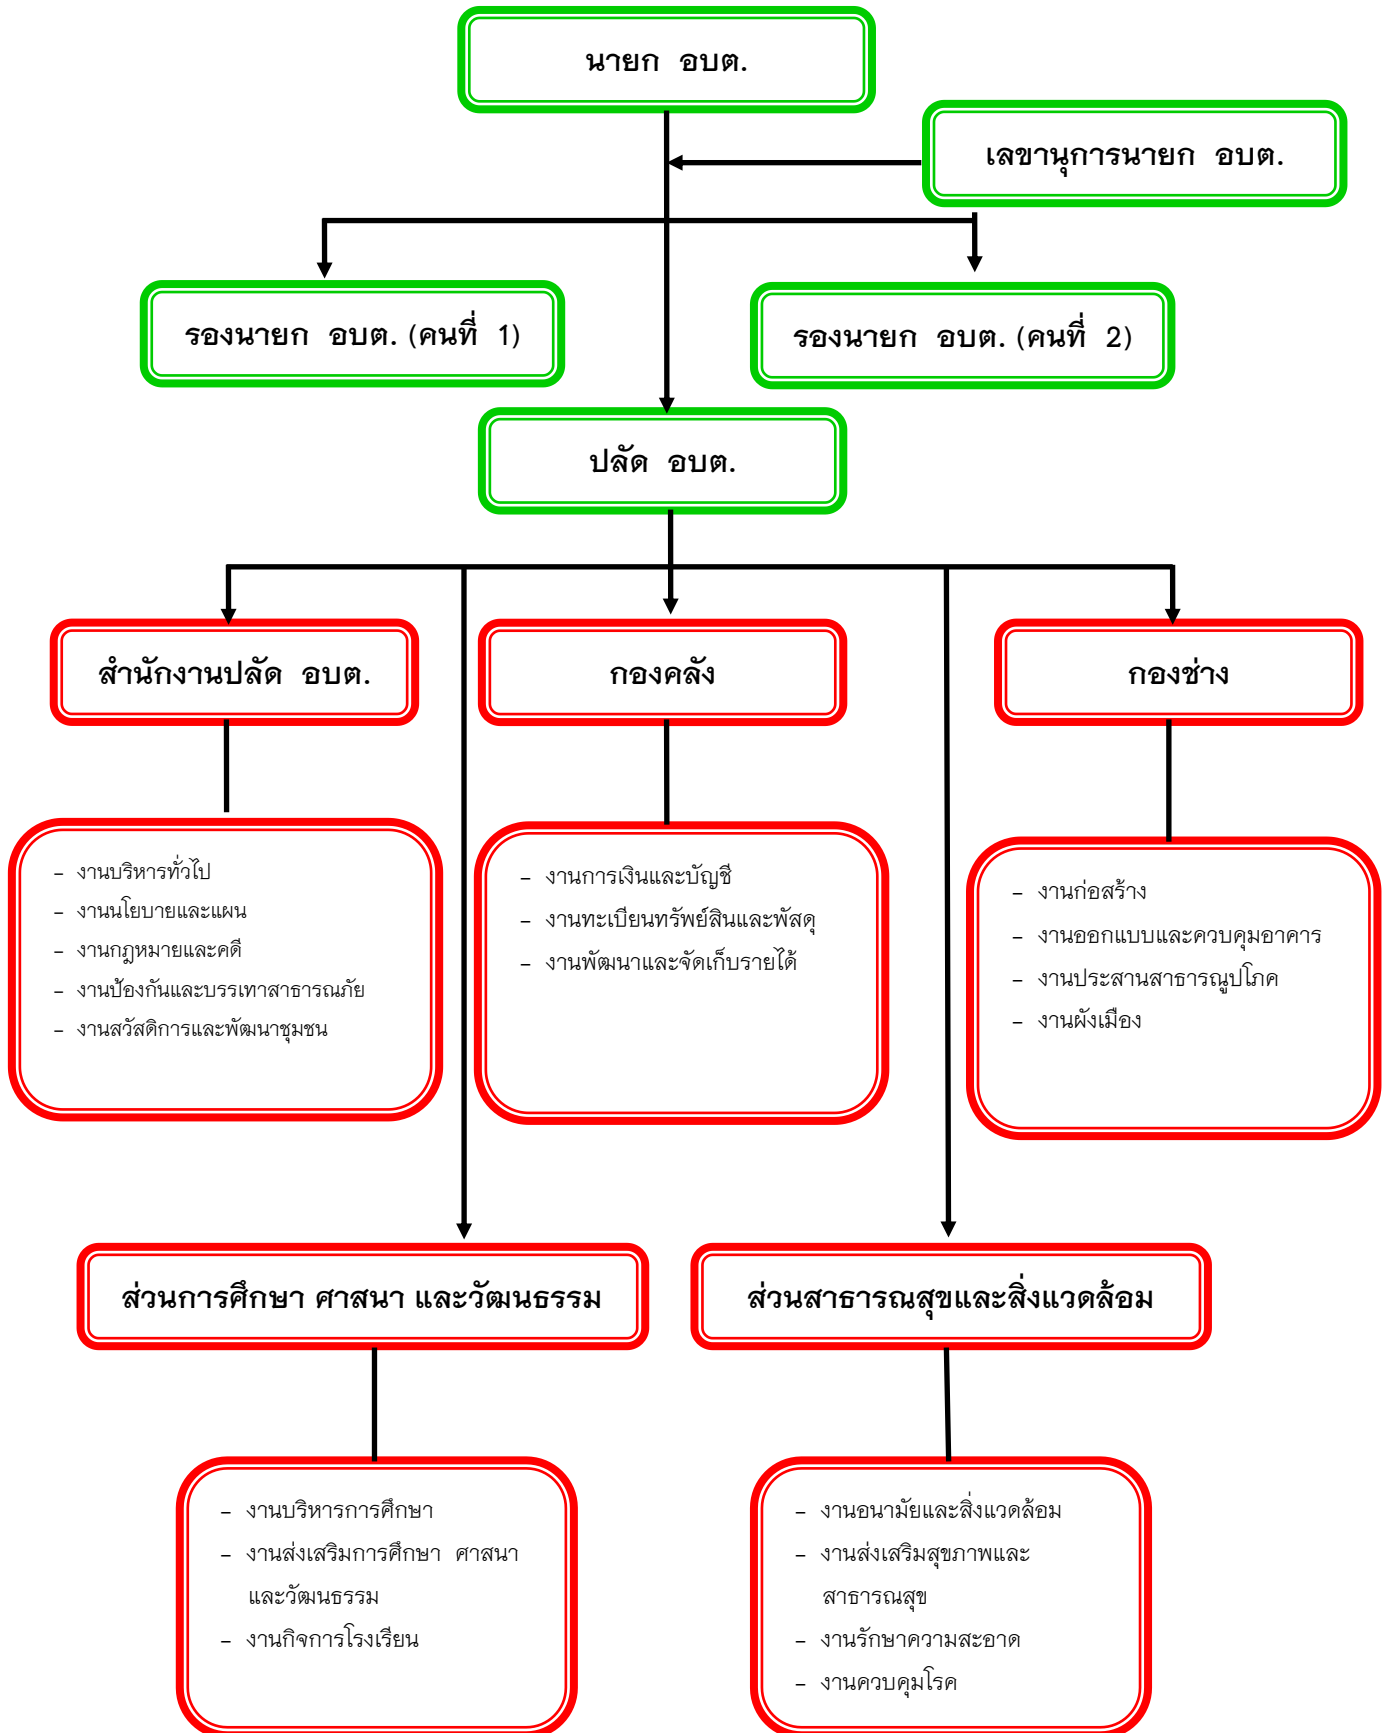 นายก อบต.
เลขานุการนายก อบต.
รองนายก อบต. (คนที่ 1)
รองนายก อบต. (คนที่ 2)
ปลัด อบต.
สำนักงานปลัด อบต.
กองคลัง
กองช่าง
- งานบริหารทั่วไป
- งานนโยบายและแผน
- งานกฎหมายและคดี
- งานป้องกันและบรรเทาสาธารณภัย
- งานสวัสดิการและพัฒนาชุมชน
- งานการเงินและบัญชี
- งานทะเบียนทรัพย์สินและพัสดุ
- งานพัฒนาและจัดเก็บรายได้
- งานก่อสร้าง
- งานออกแบบและควบคุมอาคาร
- งานประสานสาธารณูปโภค
- งานผังเมือง
ส่วนการศึกษา ศาสนา และวัฒนธรรม
ส่วนสาธารณสุขและสิ่งแวดล้อม
- งานบริหารการศึกษา
- งานส่งเสริมการศึกษา ศาสนา
และวัฒนธรรม
- งานกิจการโรงเรียน
- งานอนามัยและสิ่งแวดล้อม
- งานส่งเสริมสุขภาพและ
สาธารณสุข
- งานรักษาความสะอาด
- งานควบคุมโรค